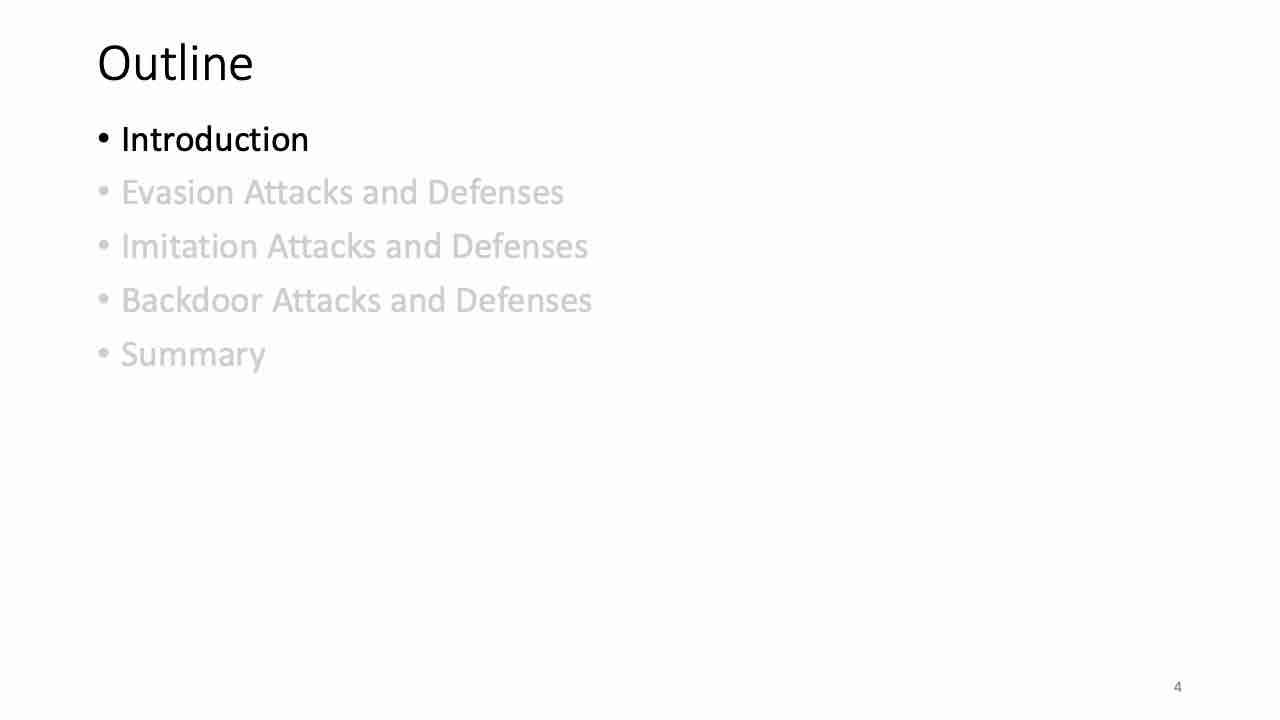 Outline
• Introduction
• Evasion Attacks and Defenses
• Imitation Attacks and Defenses
• Backdoor Attacks and Defenses
• Summary
4